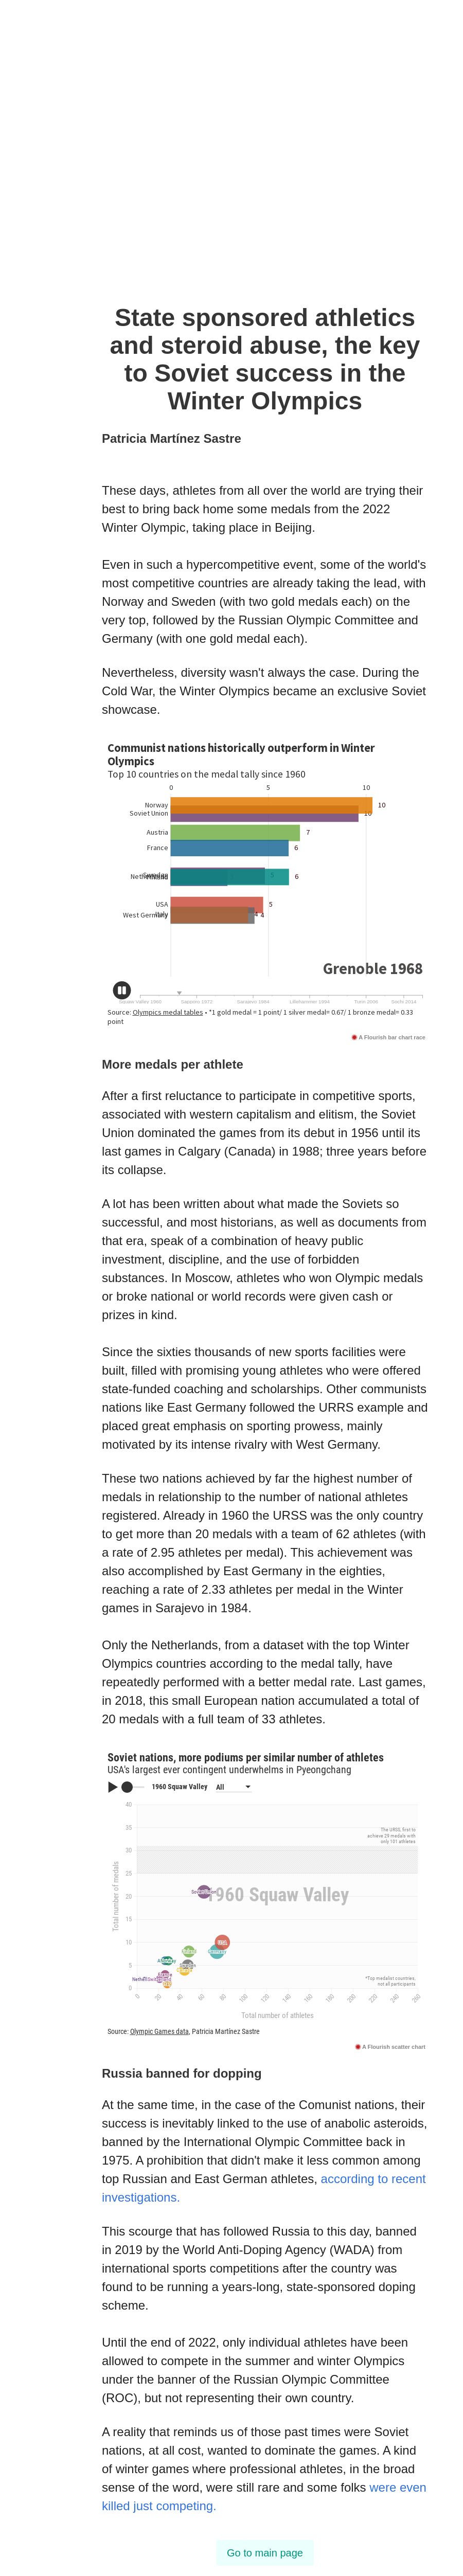 State sponsored athletics
and steroid abuse, the key
to Soviet success in the
Winter Olympics
Patricia Martínez Sastre
These days, athletes from all over the world are trying their
best to bring back home some medals from the 2022
Winter Olympic, taking place in Beijing.
Even in such a hypercompetitive event, some of the world's
most competitive countries are already taking the lead, with
Norway and Sweden (with two gold medals each) on the
very top, followed by the Russian Olympic Committee and
Germany (with one gold medal each).
Nevertheless, diversity wasn't always the case. During the
Cold War, the Winter Olympics became an exclusive Soviet
showcase.
Communist nations historically outperform in Winter
Olympics
Top 10 countries on the medal tally since 1960
0 5 10
Norway 10
Soviet Union 10
Austria 7
France 6
6
USA 5
Italy 4
West Germany 4
Grenoble 1968
Squaw Valley 1960 Sapporo 1972 Sarajevo 1984 Lillehammer 1994 Turin 2006 Sochi 2014
Source: Olympics medal tables • *1 gold medal = 1 point/ 1 silver medal= 0.67/ 1 bronze medal= 0.33
point
A Flourish bar chart race
More medals per athlete
After a first reluctance to participate in competitive sports,
associated with western capitalism and elitism, the Soviet
Union dominated the games from its debut in 1956 until its
last games in Calgary (Canada) in 1988; three years before
its collapse.
A lot has been written about what made the Soviets so
successful, and most historians, as well as documents from
that era, speak of a combination of heavy public
investment, discipline, and the use of forbidden
substances. In Moscow, athletes who won Olympic medals
or broke national or world records were given cash or
prizes in kind.
Since the sixties thousands of new sports facilities were
built, filled with promising young athletes who were offered
state-funded coaching and scholarships. Other communists
nations like East Germany followed the URRS example and
placed great emphasis on sporting prowess, mainly
motivated by its intense rivalry with West Germany.
These two nations achieved by far the highest number of
medals in relationship to the number of national athletes
registered. Already in 1960 the URSS was the only country
to get more than 20 medals with a team of 62 athletes (with
a rate of 2.95 athletes per medal). This achievement was
also accomplished by East Germany in the eighties,
reaching a rate of 2.33 athletes per medal in the Winter
games in Sarajevo in 1984.
Only the Netherlands, from a dataset with the top Winter
Olympics countries according to the medal tally, have
repeatedly performed with a better medal rate. Last games,
in 2018, this small European nation accumulated a total of
20 medals with a full team of 33 athletes.
Soviet nations, more podiums per similar number of athletes
USA's largest ever contingent underwhelms in Pyeongchang
1960 Squaw Valley All
40
The URSS, first to
achieve 29 medals with
only 101 athletes
35
30
25
20
1960 Squaw Valley
15
10
5
0
Total number of medals
*Top medalist countries,
not all participants
0 20 40 60 80 100 120 140 160 180 200 220 240 260
Total number of athletes
Source: Olympic Games data, Patricia Martínez Sastre
A Flourish scatter chart
Russia banned for dopping
At the same time, in the case of the Comunist nations, their
success is inevitably linked to the use of anabolic asteroids,
banned by the International Olympic Committee back in
1975. A prohibition that didn't make it less common among
top Russian and East German athletes, according to recent
investigations.
This scourge that has followed Russia to this day, banned
in 2019 by the World Anti-Doping Agency (WADA) from
international sports competitions after the country was
found to be running a years-long, state-sponsored doping
scheme.
Until the end of 2022, only individual athletes have been
allowed to compete in the summer and winter Olympics
under the banner of the Russian Olympic Committee
(ROC), but not representing their own country.
A reality that reminds us of those past times were Soviet
nations, at all cost, wanted to dominate the games. A kind
of winter games where professional athletes, in the broad
sense of the word, were still rare and some folks were even
killed just competing.
Go to main page